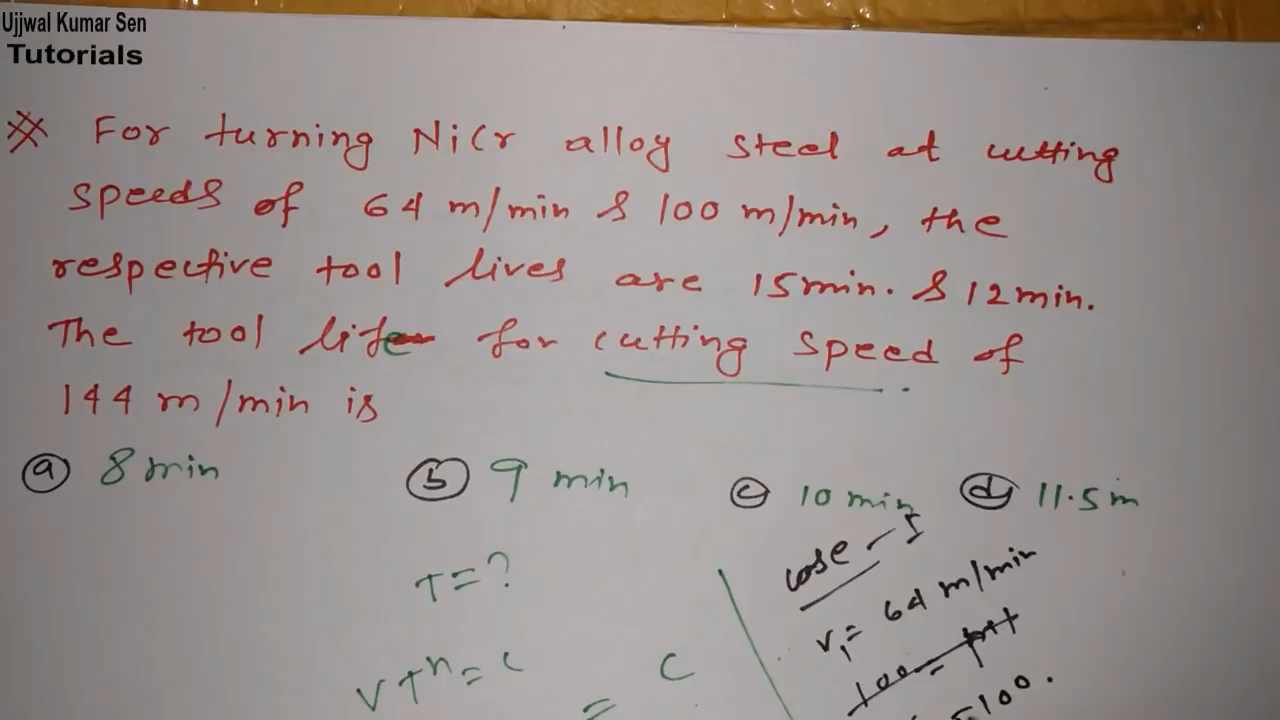 Ujjwal Kumar Sen
Tutorials
For turning NiCr alloy steel at cutting
speeds of 64 m/min & 100 m/min, the
respective tool lives are 15min. & 12min.
The tool life for cutting speed of
144 m/min is
(a) 8 min (b) 9 min (c) 10 min (d) 11.5 m
case - I
T = ?
V₁ = 64 m/min
VTⁿ = C
= C
100.